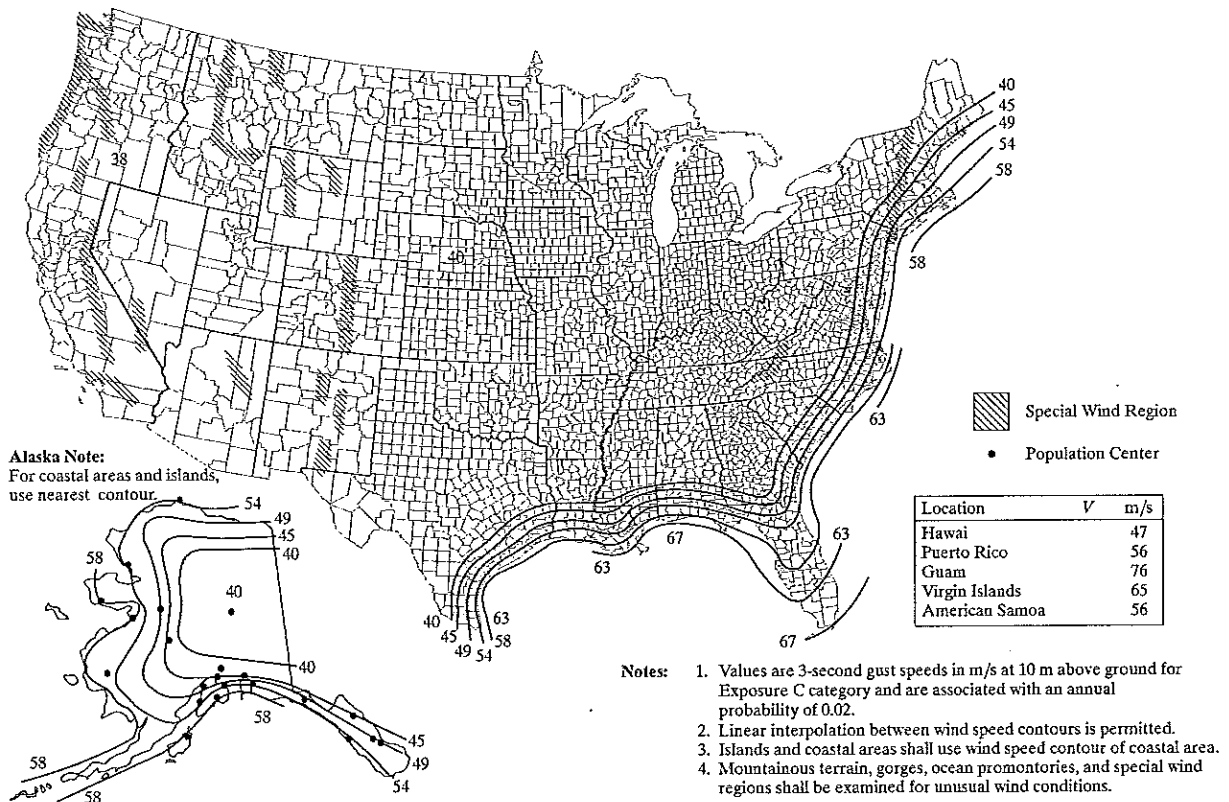 40
45
49
54
58
38
40
58
63
Special Wind Region
Population Center
Alaska Note:
For coastal areas and islands,
use nearest contour.
54
49
45
40
58
40
40
58
45
49
54
58
58
40
45
49
54
58
63
63
67
63
67
Location V m/s
Hawai 47
Puerto Rico 56
Guam 76
Virgin Islands 65
American Samoa 56
Notes: 1. Values are 3-second gust speeds in m/s at 10 m above ground for
Exposure C category and are associated with an annual
probability of 0.02.
2. Linear interpolation between wind speed contours is permitted.
3. Islands and coastal areas shall use wind speed contour of coastal area.
4. Mountainous terrain, gorges, ocean promontories, and special wind
regions shall be examined for unusual wind conditions.